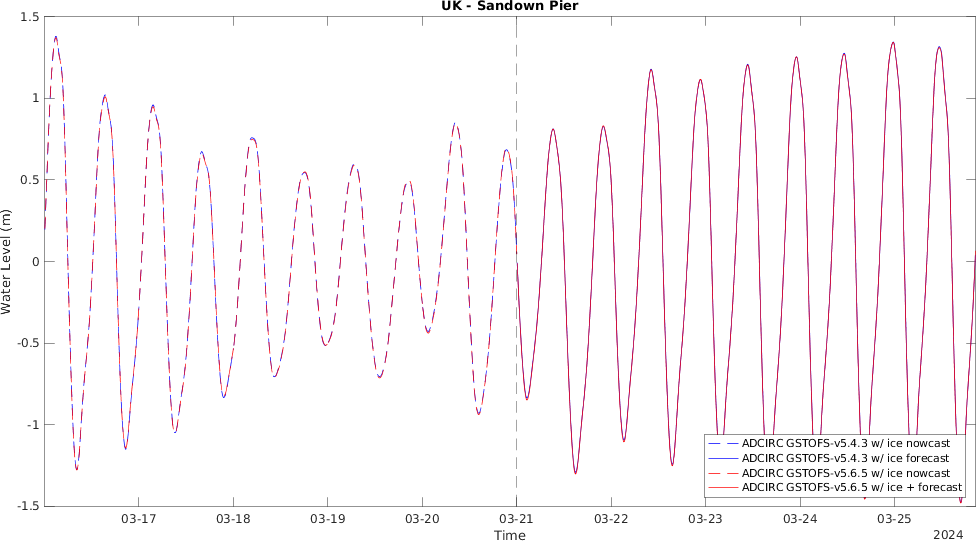 UK - Sandown Pier
1.5
1
0.5
0
-0.5
-1
-1.5
Water Level (m)
ADCIRC GSTOFS-v5.4.3 w/ ice nowcast
ADCIRC GSTOFS-v5.4.3 w/ ice forecast
ADCIRC GSTOFS-v5.6.5 w/ ice nowcast
ADCIRC GSTOFS-v5.6.5 w/ ice + forecast
03-17 03-18 03-19 03-20 03-21 03-22 03-23 03-24 03-25
Time
2024